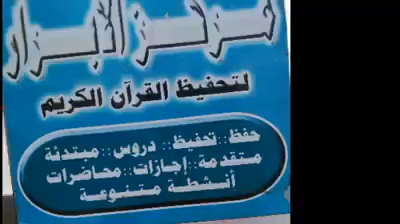 مركز الأبرار
لتحفيظ القرآن الكريم
حفظ :: تحفيظ :: دروس :: مبتدئة
متقدمة :: إجازات :: محاضرات
أنشطة متنوعة